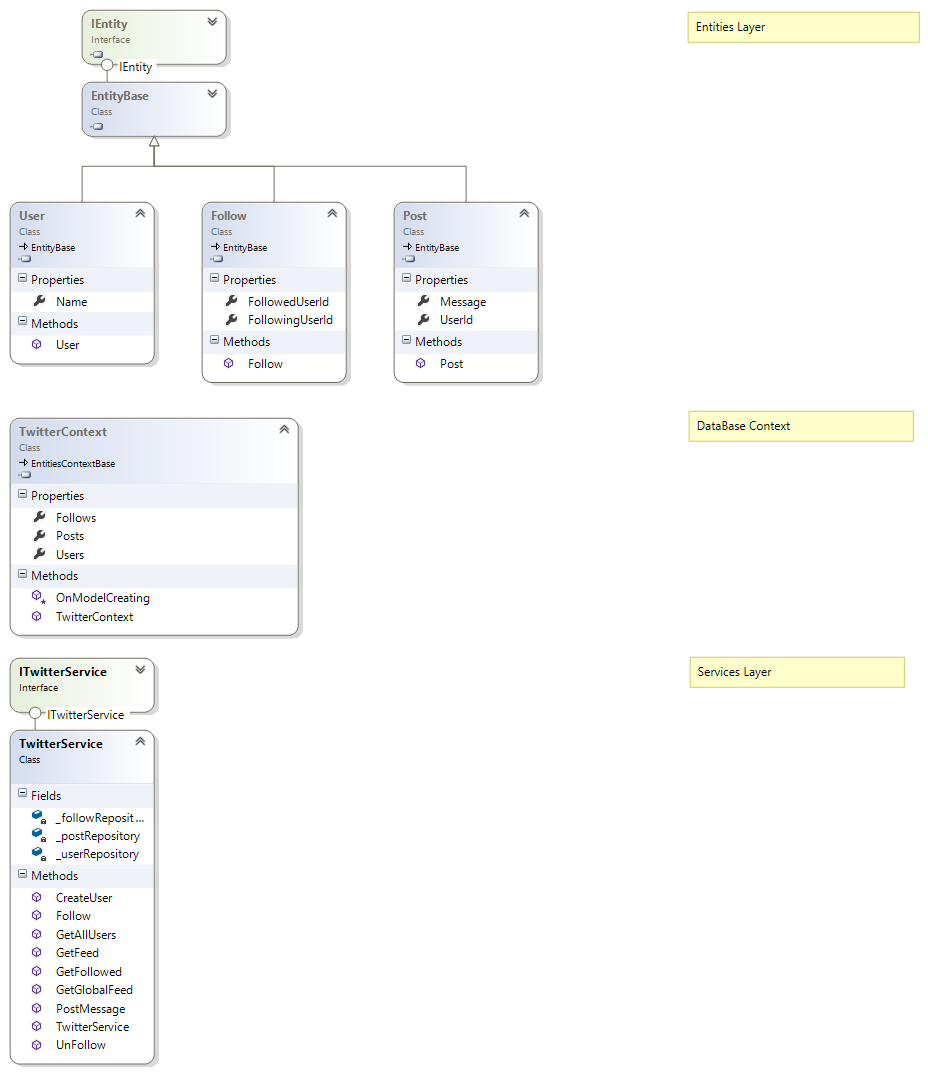 IEntity
Interface
IEntity
EntityBase
Class
Entities Layer
User
Class
EntityBase
Properties
Name
Methods
User
Follow
Class
EntityBase
Properties
FollowedUserId
FollowingUserId
Methods
Follow
Post
Class
EntityBase
Properties
Message
UserId
Methods
Post
TwitterContext
Class
EntitiesContextBase
Properties
Follows
Posts
Users
Methods
OnModelCreating
TwitterContext
DataBase Context
ITwitterService
Interface
ITwitterService
TwitterService
Class
Fields
_followReposit...
_postRepository
_userRepository
Methods
CreateUser
Follow
GetAllUsers
GetFeed
GetFollowed
GetGlobalFeed
PostMessage
TwitterService
UnFollow
Services Layer